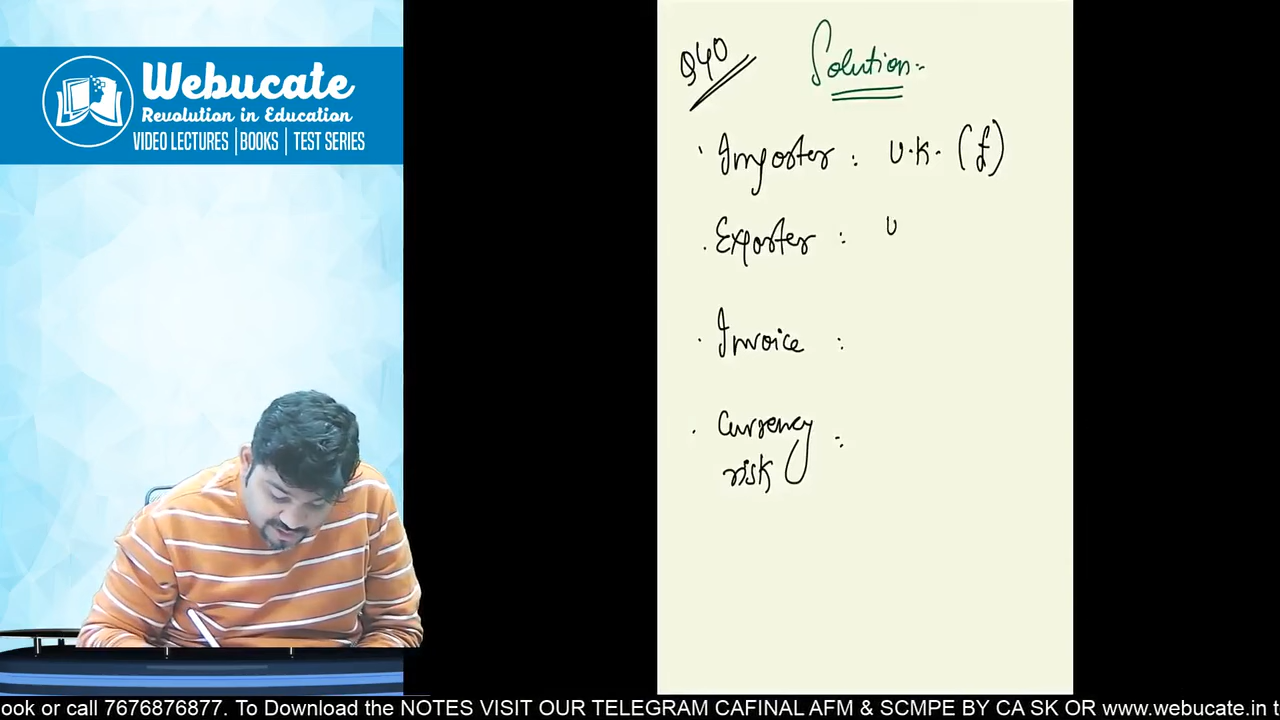 Webucate
Revolution in Education
VIDEO LECTURES | BOOKS | TEST SERIES
Q40
Solution:-
Importer : U.K. (£)
Exporter : U
Invoice :
Currency risk :
ook or call 7676876877. To Download the NOTES VISIT OUR TELEGRAM CAFINAL AFM & SCMPE BY CA SK OR www.webucate.in t